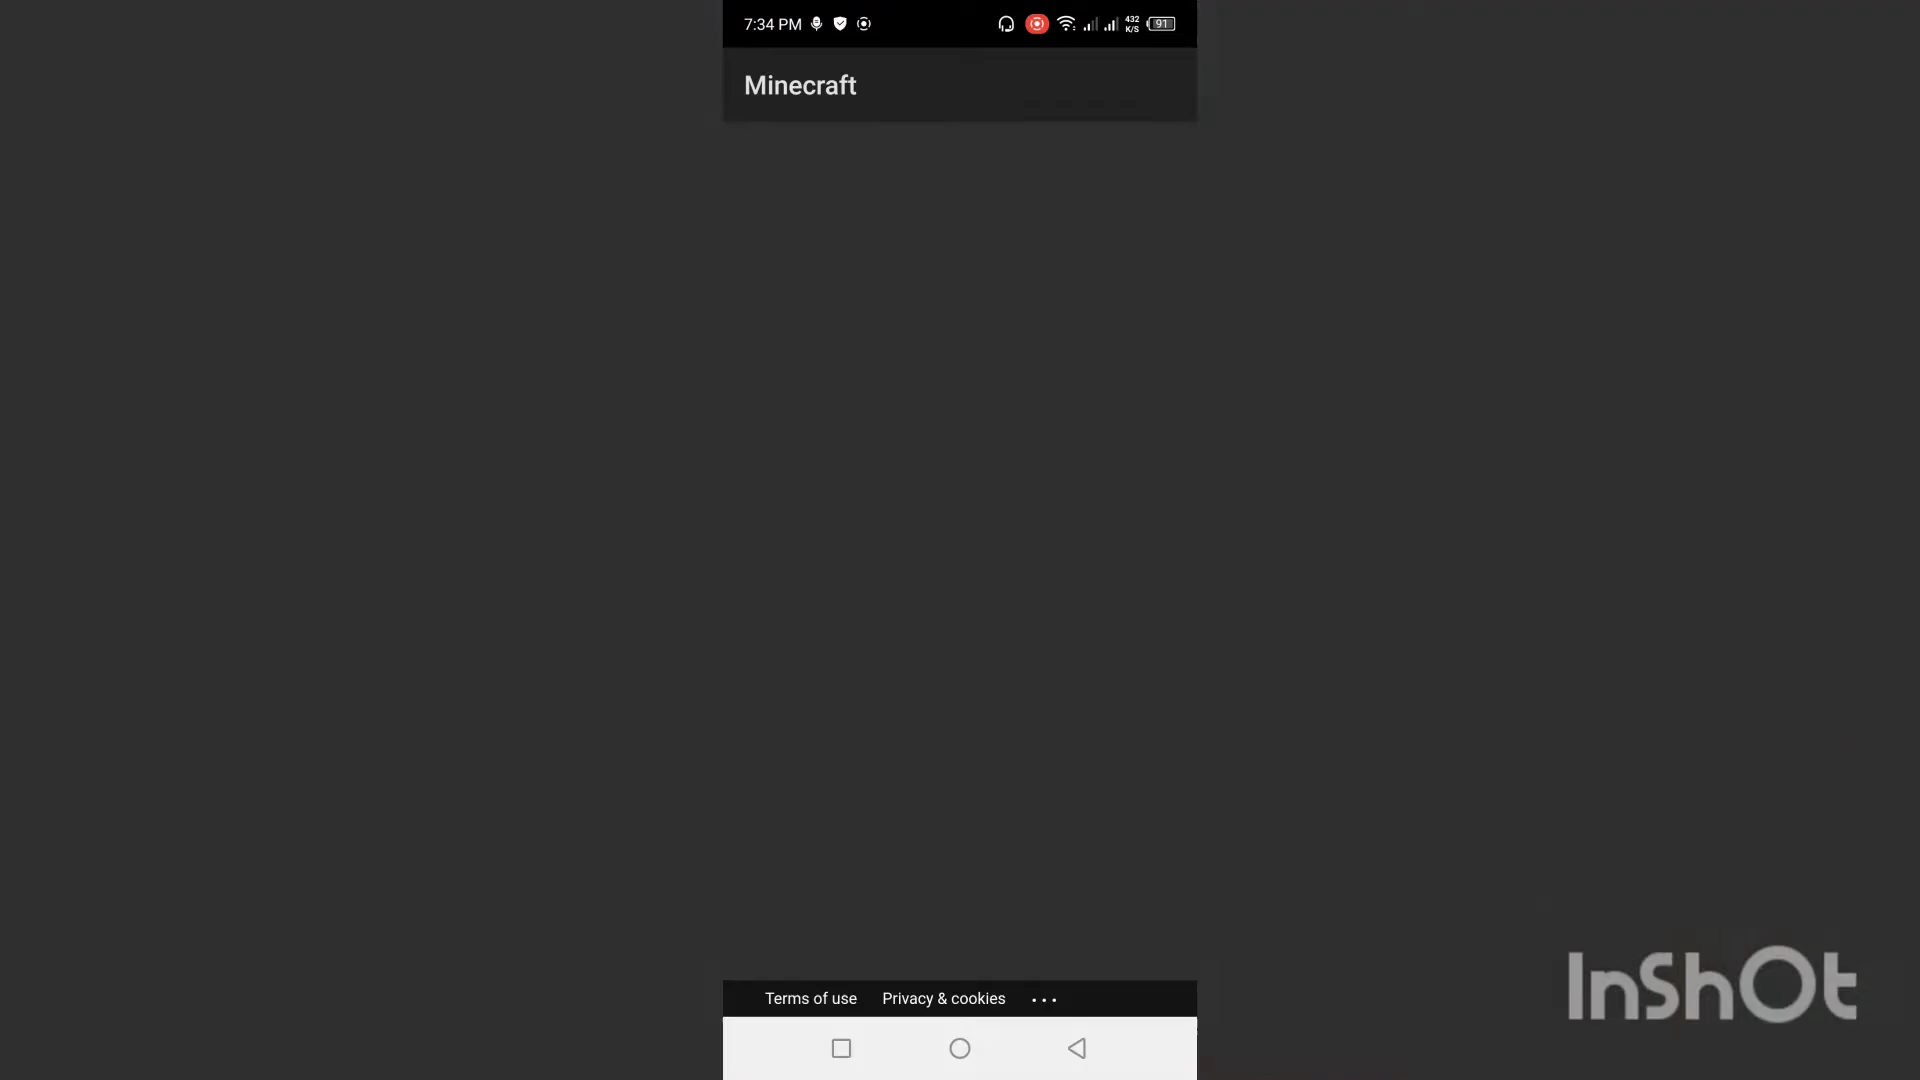 7:34 PM
432
K/S
91
Minecraft
Terms of use
Privacy & cookies
InShOt